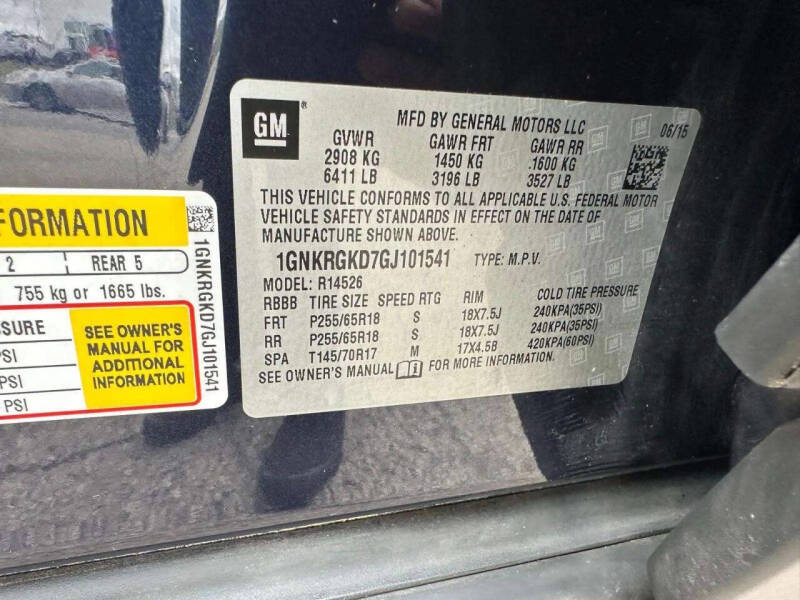 GM ®
MFD BY GENERAL MOTORS LLC 06/15
GVWR GAWR FRT GAWR RR
2908 KG 1450 KG 1600 KG
6411 LB 3196 LB 3527 LB
THIS VEHICLE CONFORMS TO ALL APPLICABLE U.S. FEDERAL MOTOR
VEHICLE SAFETY STANDARDS IN EFFECT ON THE DATE OF
MANUFACTURE SHOWN ABOVE.
1GNKRGKD7GJ101541 TYPE: M.P.V.
MODEL: R14526
RBBB TIRE SIZE SPEED RTG RIM COLD TIRE PRESSURE
FRT P255/65R18 S 18X7.5J 240KPA(35PSI)
RR P255/65R18 S 18X7.5J 240KPA(35PSI)
SPA T145/70R17 M 17X4.5B 420KPA(60PSI)
SEE OWNER'S MANUAL FOR MORE INFORMATION.
FORMATION
2 REAR 5
755 kg or 1665 lbs.
SSURE
PSI
PSI
PSI
SEE OWNER'S
MANUAL FOR
ADDITIONAL
INFORMATION
1GNKRGKD7GJ101541